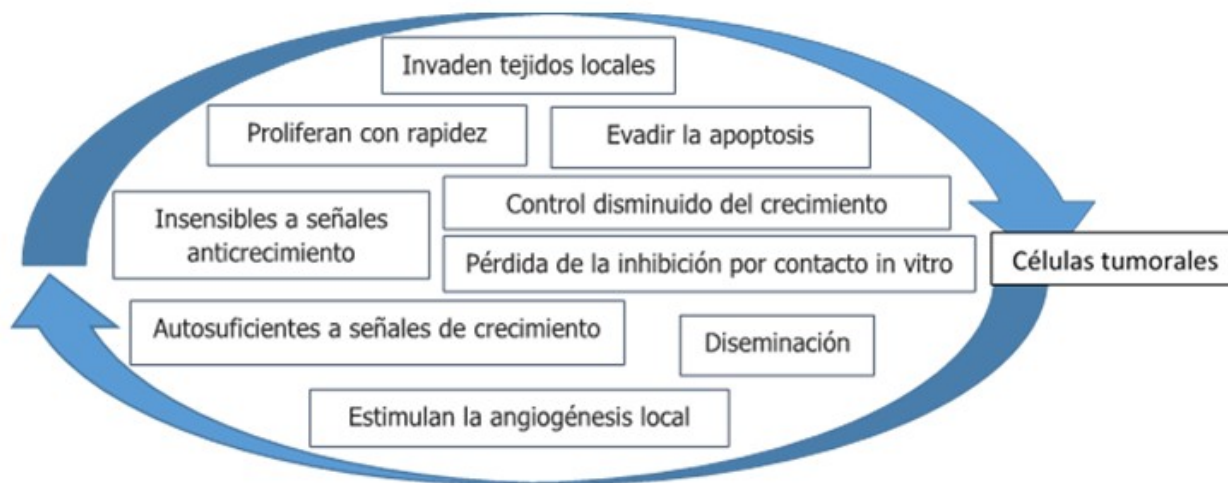 Invaden tejidos locales
Proliferan con rapidez
Evadir la apoptosis
Insensibles a señales
anticrecimiento
Control disminuido del crecimiento
Pérdida de la inhibición por contacto in vitro
Células tumorales
Autosuficientes a señales de crecimiento
Diseminación
Estimulan la angiogénesis local